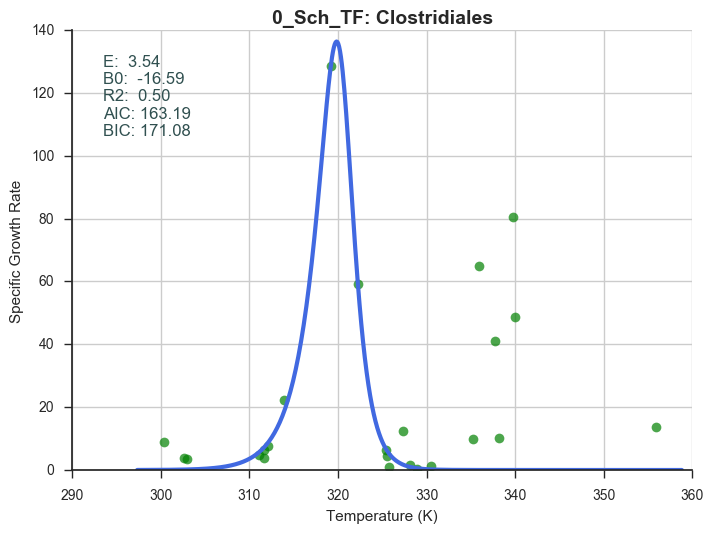 0_Sch_TF: Clostridiales
E:  3.54
B0:  -16.59
R2:  0.50
AIC: 163.19
BIC: 171.08
Specific Growth Rate
140
120
100
80
60
40
20
0
290 300 310 320 330 340 350 360
Temperature (K)